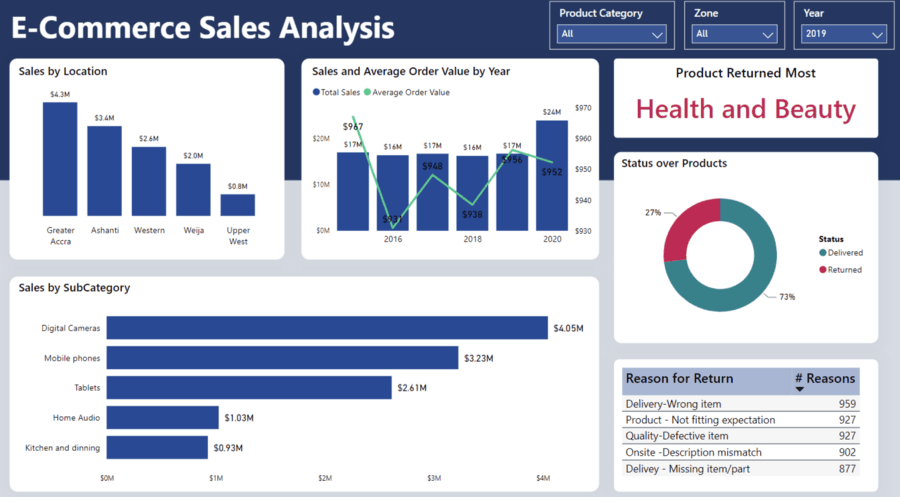 E-Commerce Sales Analysis
Product Category
All
Zone
All
Year
2019
Sales by Location
$4.3M
$3.4M
$2.6M
$2.0M
$0.8M
Greater Accra
Ashanti
Western
Weija
Upper West
Sales and Average Order Value by Year
Total Sales
Average Order Value
$20M
$10M
$0M
$970
$960
$950
$940
$930
$17M
$16M
$17M
$16M
$17M
$24M
$967
$931
$948
$938
$956
$952
2016
2018
2020
Product Returned Most
Health and Beauty
Status over Products
27%
73%
Status
Delivered
Returned
Sales by SubCategory
Digital Cameras $4.05M
Mobile phones $3.23M
Tablets $2.61M
Home Audio $1.03M
Kitchen and dinning $0.93M
$0M $1M $2M $3M $4M
Reason for Return # Reasons
Delivery-Wrong item 959
Product - Not fitting expectation 927
Quality-Defective item 927
Onsite -Description mismatch 902
Delivey - Missing item/part 877